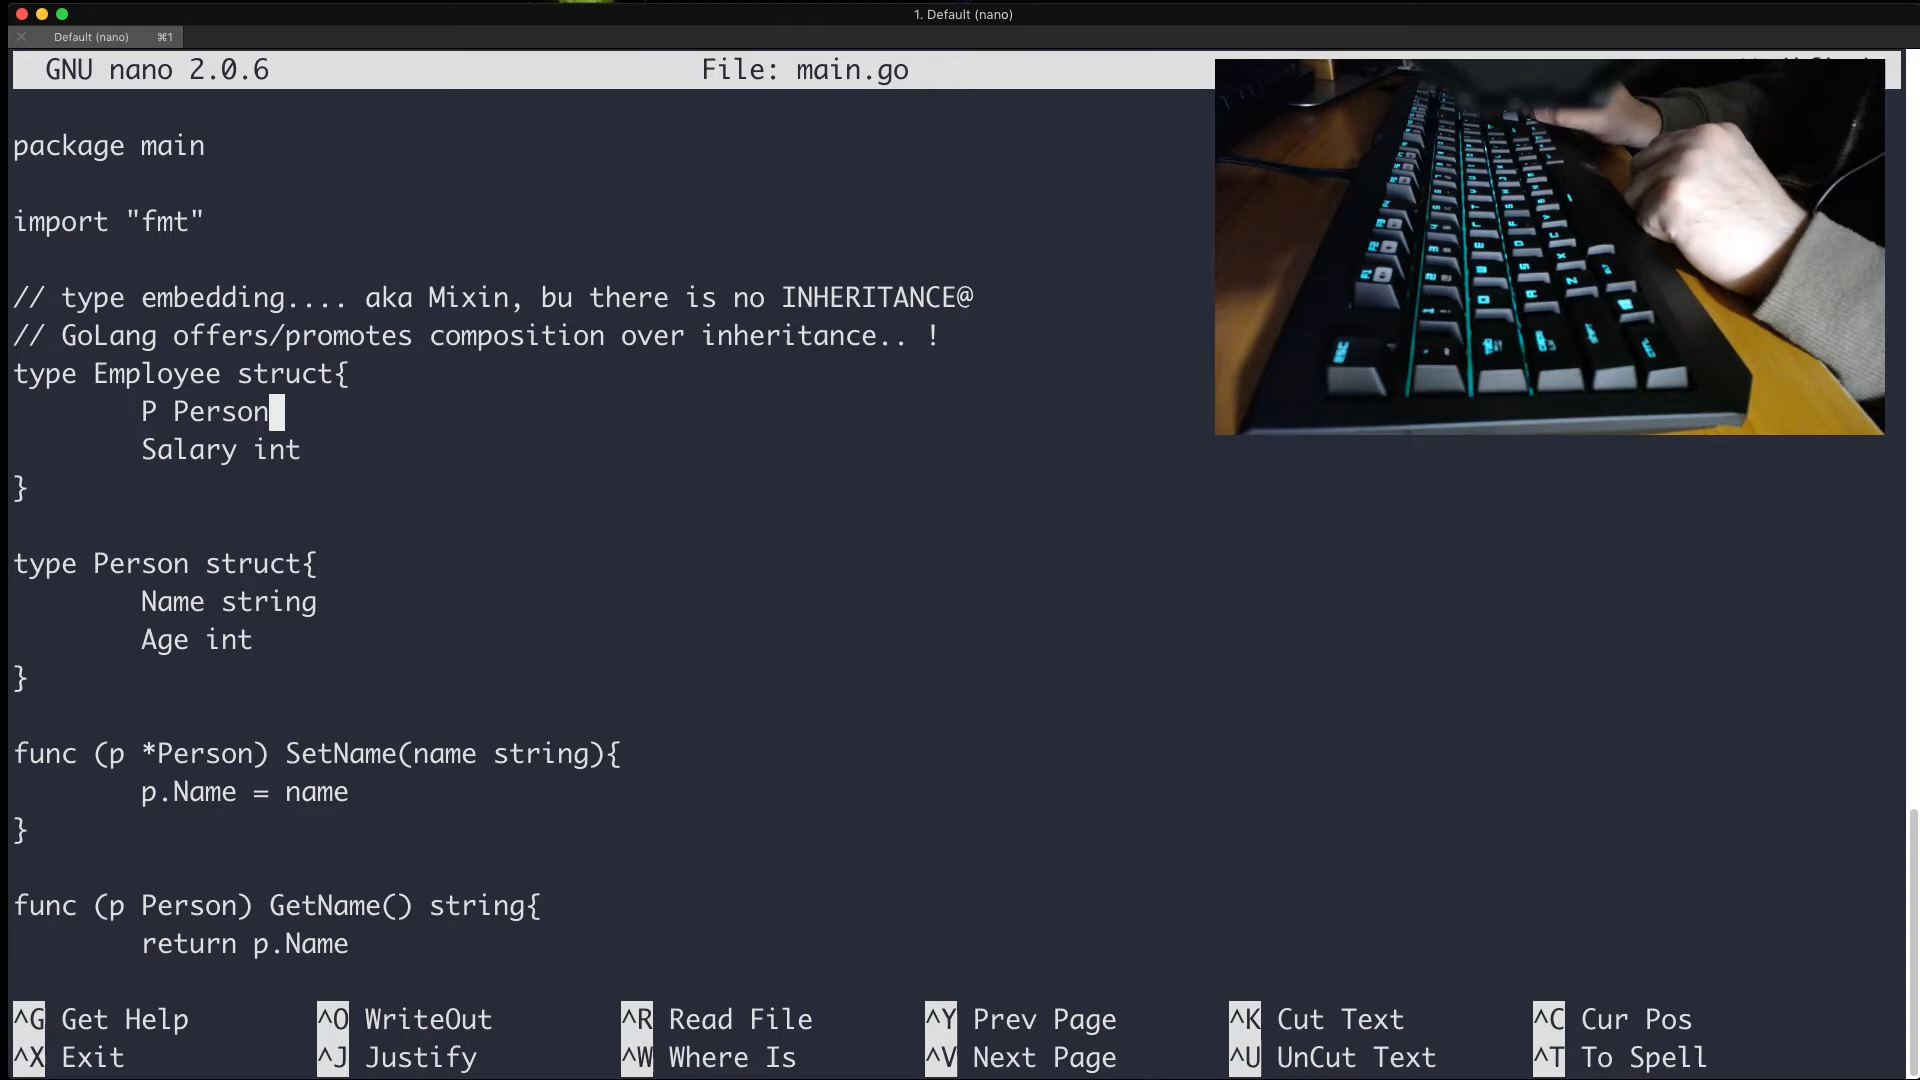 1. Default (nano)
Default (nano) ⌘1
GNU nano 2.0.6 File: main.go
package main
import "fmt"
// type embedding.... aka Mixin, bu there is no INHERITANCE@
// GoLang offers/promotes composition over inheritance.. !
type Employee struct{
P Person
Salary int
}
type Person struct{
Name string
Age int
}
func (p *Person) SetName(name string){
p.Name = name
}
func (p Person) GetName() string{
return p.Name
^G Get Help ^O WriteOut ^R Read File ^Y Prev Page ^K Cut Text ^C Cur Pos
^X Exit ^J Justify ^W Where Is ^V Next Page ^U UnCut Text ^T To Spell